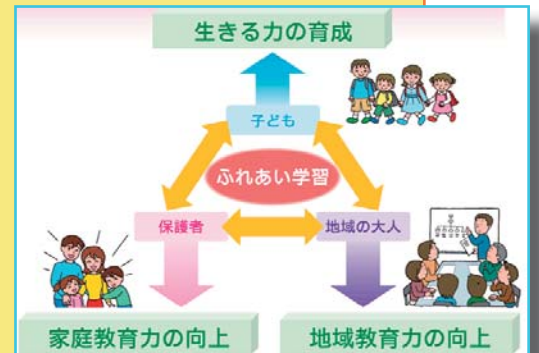 生きる力の育成
子ども
ふれあい学習
保護者
地域の大人
家庭教育力の向上
地域教育力の向上